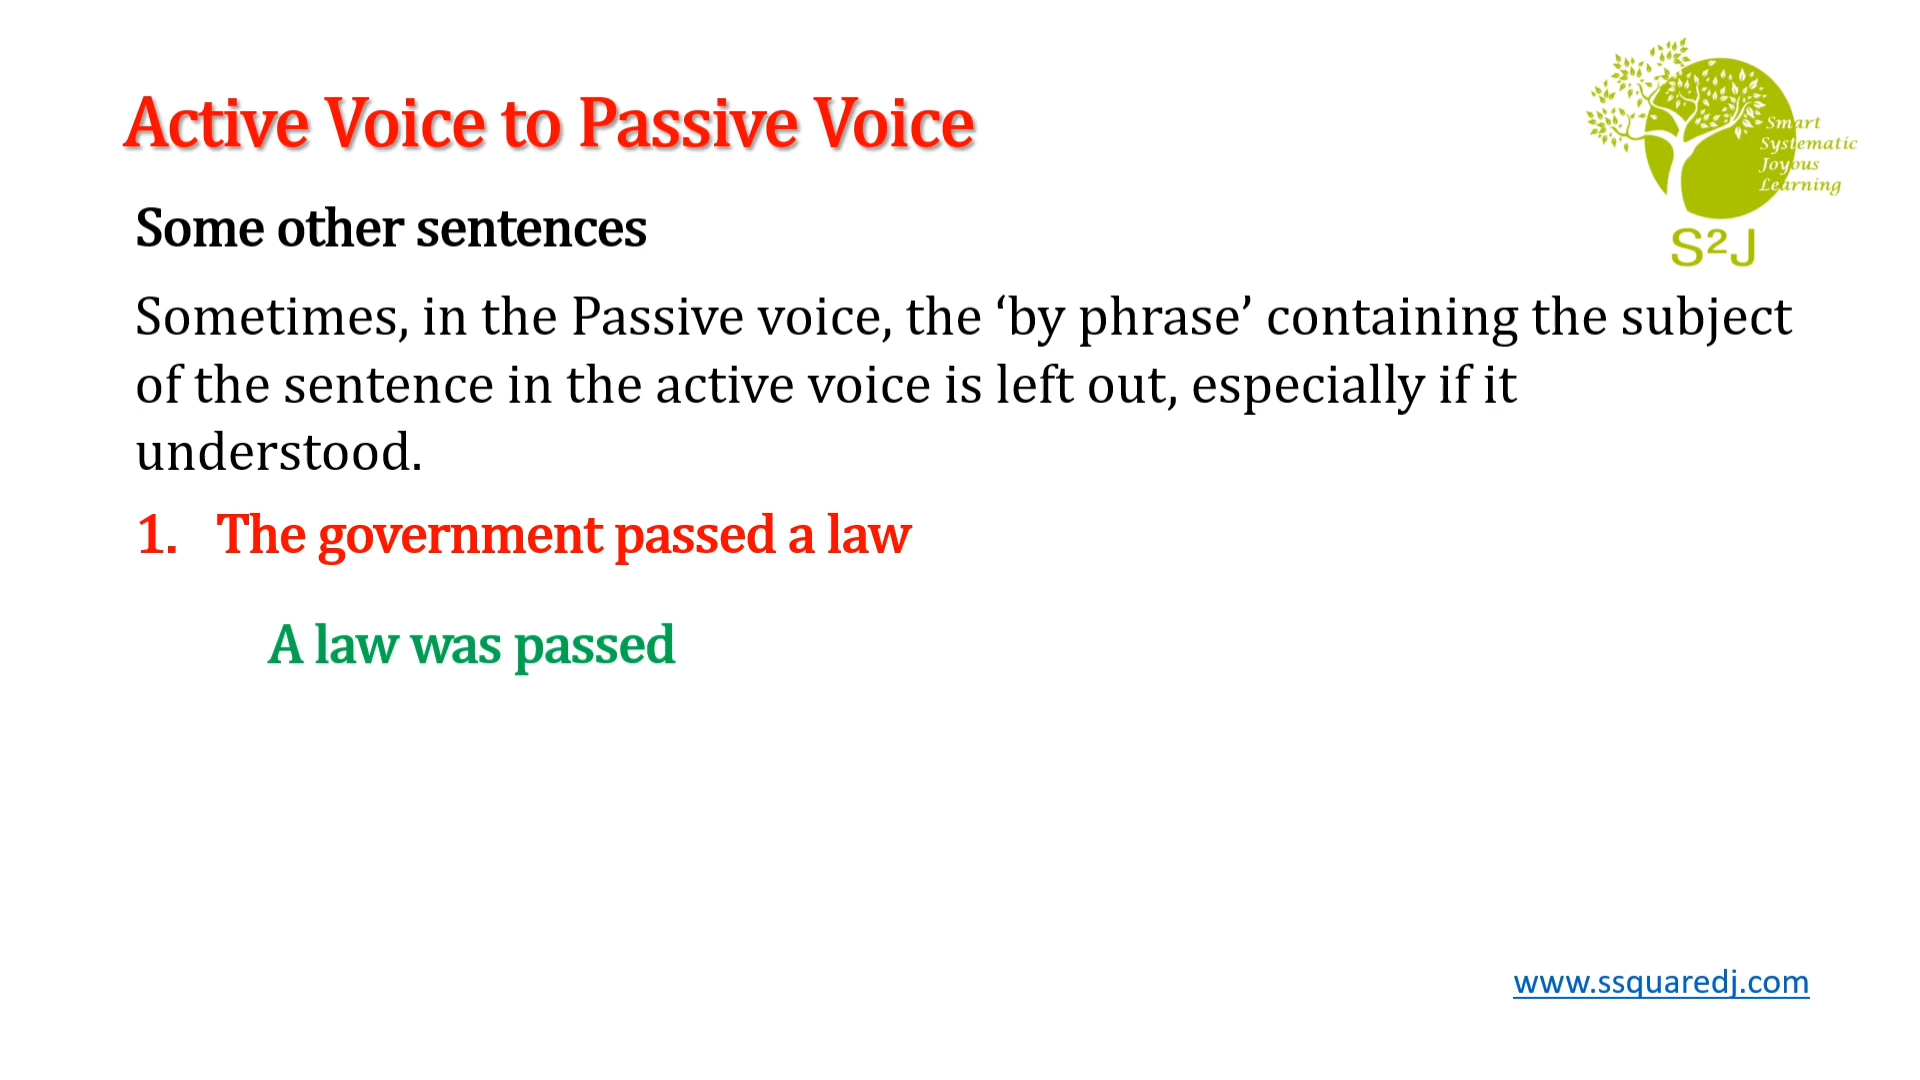 Active Voice to Passive Voice
Smart
Systematic
Joyous
Learning
S²J
Some other sentences
Sometimes, in the Passive voice, the ‘by phrase’ containing the subject
of the sentence in the active voice is left out, especially if it
understood.
1. The government passed a law
A law was passed
www.ssquaredj.com